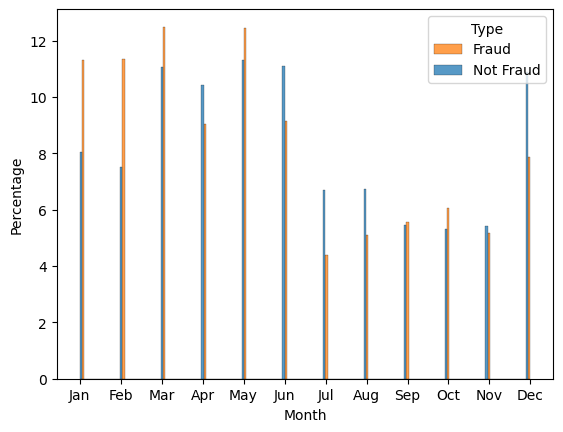 Type
Fraud
Not Fraud
12
10
8
6
4
2
0
Percentage
Jan Feb Mar Apr May Jun Jul Aug Sep Oct Nov Dec
Month